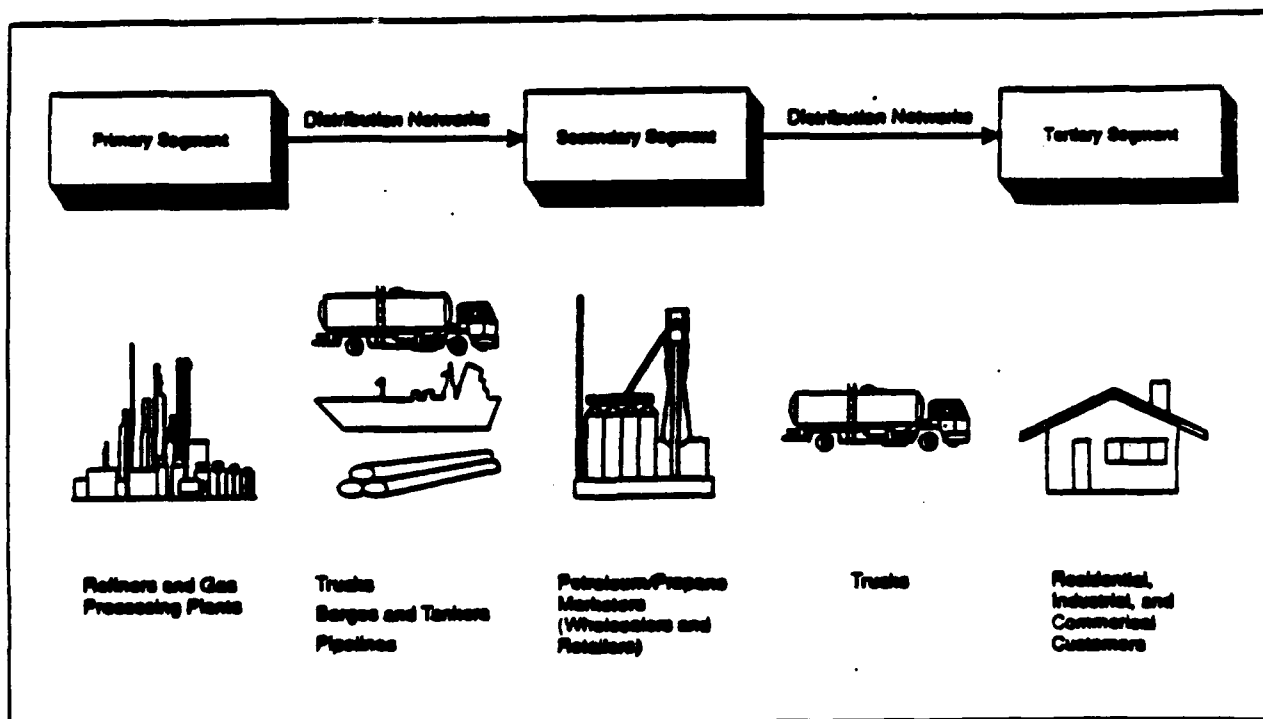 Primary Segment
Distribution Networks
Secondary Segment
Distribution Networks
Tertiary Segment
Refiners and Gas
Processing Plants
Trucks
Barges and Tankers
Pipelines
Petroleum/Propane
Marketers
(Wholesalers and
Retailers)
Trucks
Residential,
Industrial, and
Commerical
Customers